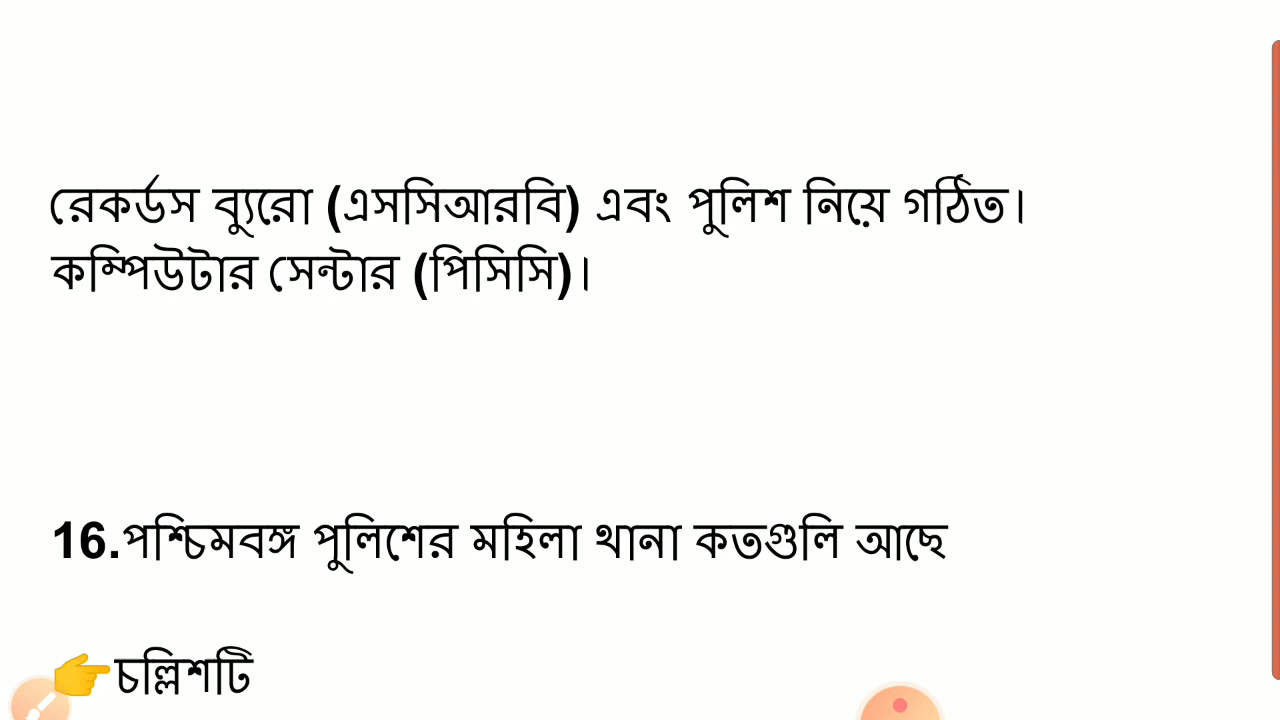 রেকর্ডস ব্যুরো (এসসিআরবি) এবং পুলিশ নিয়ে গঠিত।
কম্পিউটার সেন্টার (পিসিসি)।
16.পশ্চিমবঙ্গ পুলিশের মহিলা থানা কতগুলি আছে
👉চল্লিশটি